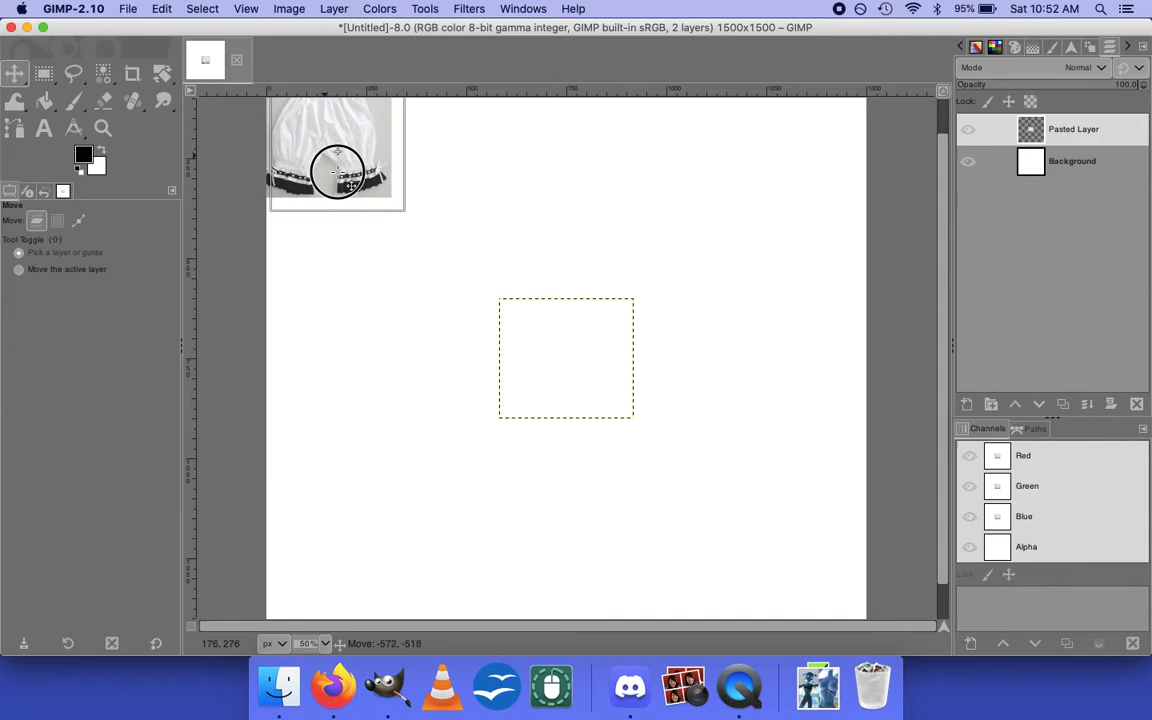 GIMP-2.10 File Edit Select View Image Layer Colors Tools Filters Windows Help 95% Sat 10:52 AM
*[Untitled]-8.0 (RGB color 8-bit gamma integer, GIMP built-in sRGB, 2 layers) 1500x1500 – GIMP
Mode Normal
Opacity 100.0
Lock:
Pasted Layer
Background
Move
Move:
Tool Toggle (⇧)
Pick a layer or guide
Move the active layer
Channels Paths
Red
Green
Blue
Alpha
Lock:
176, 276 px 50% Move: -572, -518